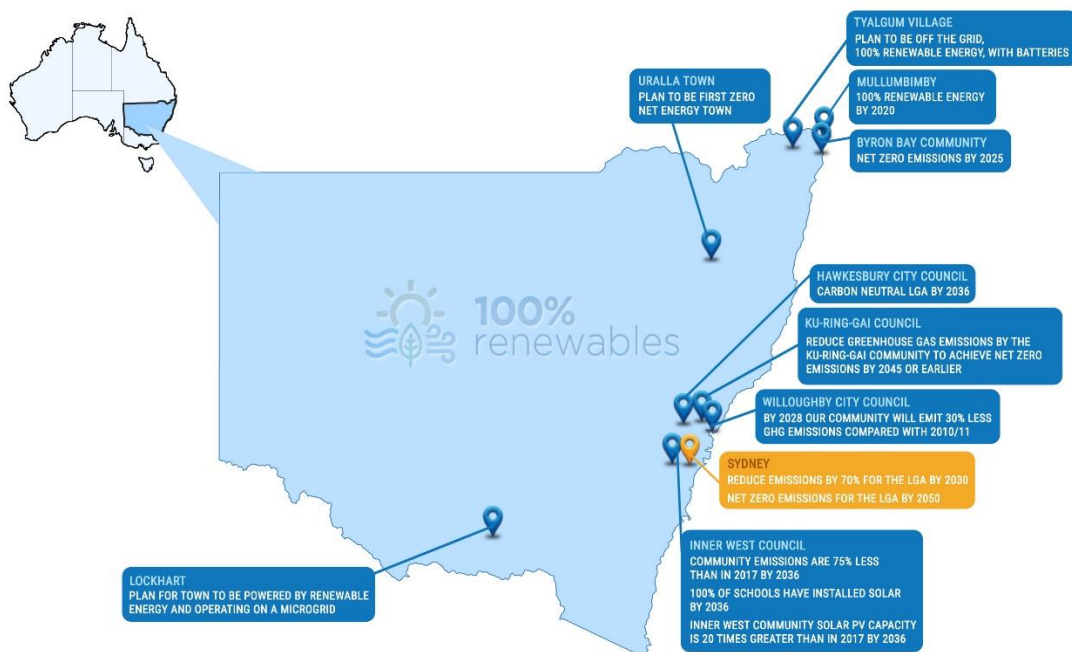 TYALGUM VILLAGE
PLAN TO BE OFF THE GRID,
100% RENEWABLE ENERGY, WITH BATTERIES
URALLA TOWN
PLAN TO BE FIRST ZERO
NET ENERGY TOWN
MULLUMBIMBY
100% RENEWABLE ENERGY
BY 2020
BYRON BAY COMMUNITY
NET ZERO EMISSIONS BY 2025
HAWKESBURY CITY COUNCIL
CARBON NEUTRAL LGA BY 2036
100%
renewables
KU-RING-GAI COUNCIL
REDUCE GREENHOUSE GAS EMISSIONS BY THE
KU-RING-GAI COMMUNITY TO ACHIEVE NET ZERO
EMISSIONS BY 2045 OR EARLIER
WILLOUGHBY CITY COUNCIL
BY 2028 OUR COMMUNITY WILL EMIT 30% LESS
GHG EMISSIONS COMPARED WITH 2010/11
SYDNEY
REDUCE EMISSIONS BY 70% FOR THE LGA BY 2030
NET ZERO EMISSIONS FOR THE LGA BY 2050
INNER WEST COUNCIL
COMMUNITY EMISSIONS ARE 75% LESS
THAN IN 2017 BY 2036
100% OF SCHOOLS HAVE INSTALLED SOLAR
BY 2036
INNER WEST COMMUNITY SOLAR PV CAPACITY
IS 20 TIMES GREATER THAN IN 2017 BY 2036
LOCKHART
PLAN FOR TOWN TO BE POWERED BY RENEWABLE
ENERGY AND OPERATING ON A MICROGRID